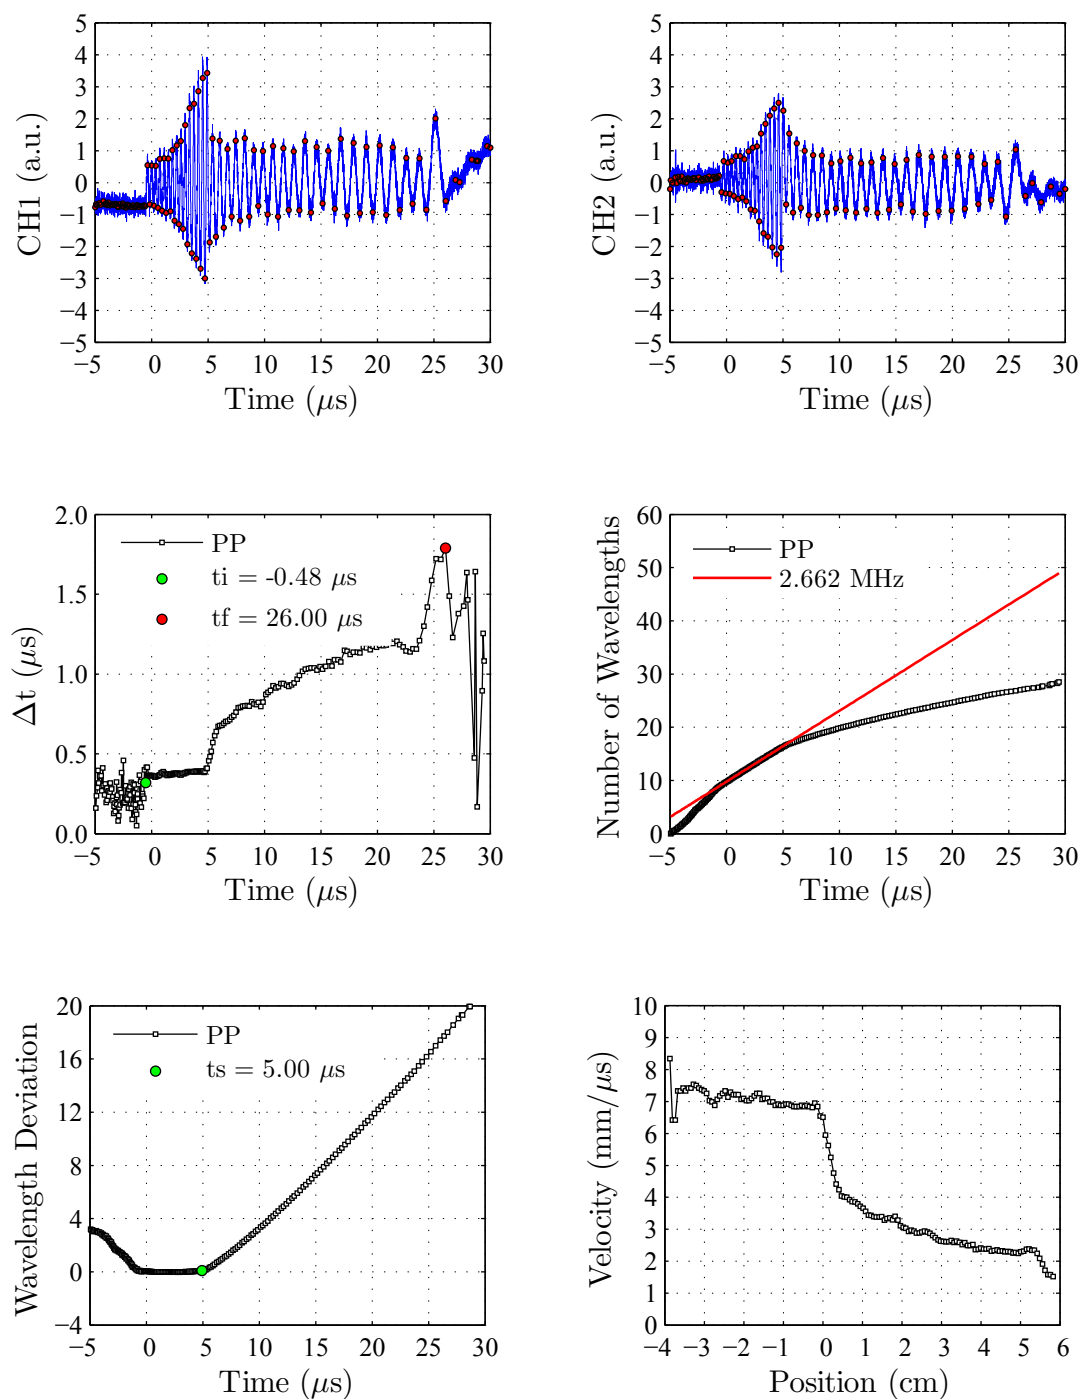 5
4
3
2
1
0
−1
−2
−3
−4
−5
−5 0 5 10 15 20 25 30
CH1 (a.u.)
Time (μs)
5
4
3
2
1
0
−1
−2
−3
−4
−5
−5 0 5 10 15 20 25 30
CH2 (a.u.)
Time (μs)
2.0
1.5
1.0
0.5
0.0
−5 0 5 10 15 20 25 30
Δt (μs)
Time (μs)
PP
ti = -0.48 μs
tf = 26.00 μs
60
50
40
30
20
10
0
−5 0 5 10 15 20 25 30
Number of Wavelengths
Time (μs)
PP
2.662 MHz
20
16
12
8
4
0
−4
−5 0 5 10 15 20 25 30
Wavelength Deviation
Time (μs)
PP
ts = 5.00 μs
10
9
8
7
6
5
4
3
2
1
0
−4 −3 −2 −1 0 1 2 3 4 5 6
Velocity (mm/μs)
Position (cm)